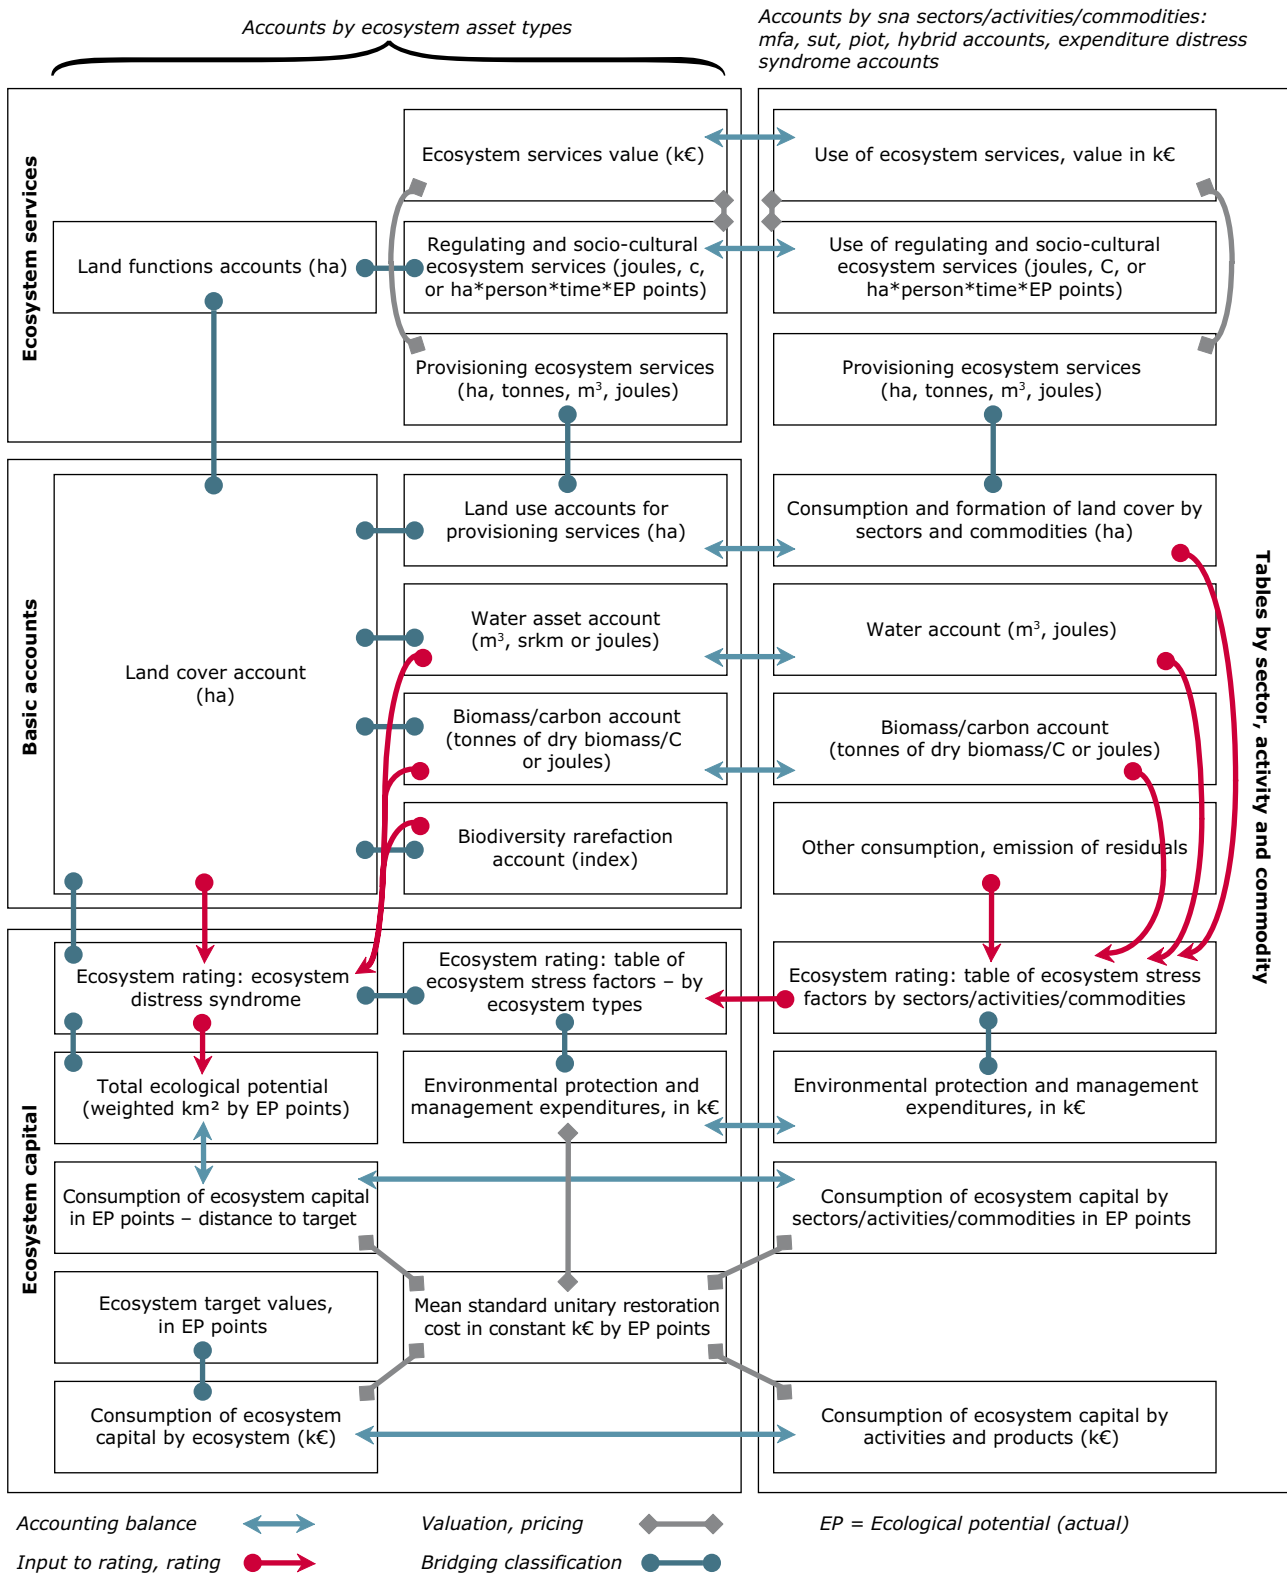 Accounts by ecosystem asset types
Accounts by sna sectors/activities/commodities:
mfa, sut, piot, hybrid accounts, expenditure distress
syndrome accounts
Ecosystem services
Ecosystem services value (k€)
Use of ecosystem services, value in k€
Land functions accounts (ha)
Regulating and socio-cultural
ecosystem services (joules, c,
or ha*person*time*EP points)
Use of regulating and socio-cultural
ecosystem services (joules, C, or
ha*person*time*EP points)
Provisioning ecosystem services
(ha, tonnes, m³, joules)
Provisioning ecosystem services
(ha, tonnes, m³, joules)
Basic accounts
Land cover account
(ha)
Land use accounts for
provisioning services (ha)
Consumption and formation of land cover by
sectors and commodities (ha)
Water asset account
(m³, srkm or joules)
Water account (m³, joules)
Biomass/carbon account
(tonnes of dry biomass/C
or joules)
Biomass/carbon account
(tonnes of dry biomass/C or joules)
Biodiversity rarefaction
account (index)
Other consumption, emission of residuals
Tables by sector, activity and commodity
Ecosystem capital
Ecosystem rating: ecosystem
distress syndrome
Ecosystem rating: table of
ecosystem stress factors – by
ecosystem types
Ecosystem rating: table of ecosystem stress
factors by sectors/activities/commodities
Total ecological potential
(weighted km² by EP points)
Environmental protection and
management expenditures, in k€
Environmental protection and management
expenditures, in k€
Consumption of ecosystem capital
in EP points – distance to target
Consumption of ecosystem capital by
sectors/activities/commodities in EP points
Ecosystem target values,
in EP points
Mean standard unitary restoration
cost in constant k€ by EP points
Consumption of ecosystem
capital by ecosystem (k€)
Consumption of ecosystem capital by
activities and products (k€)
Accounting balance
Valuation, pricing
EP = Ecological potential (actual)
Input to rating, rating
Bridging classification